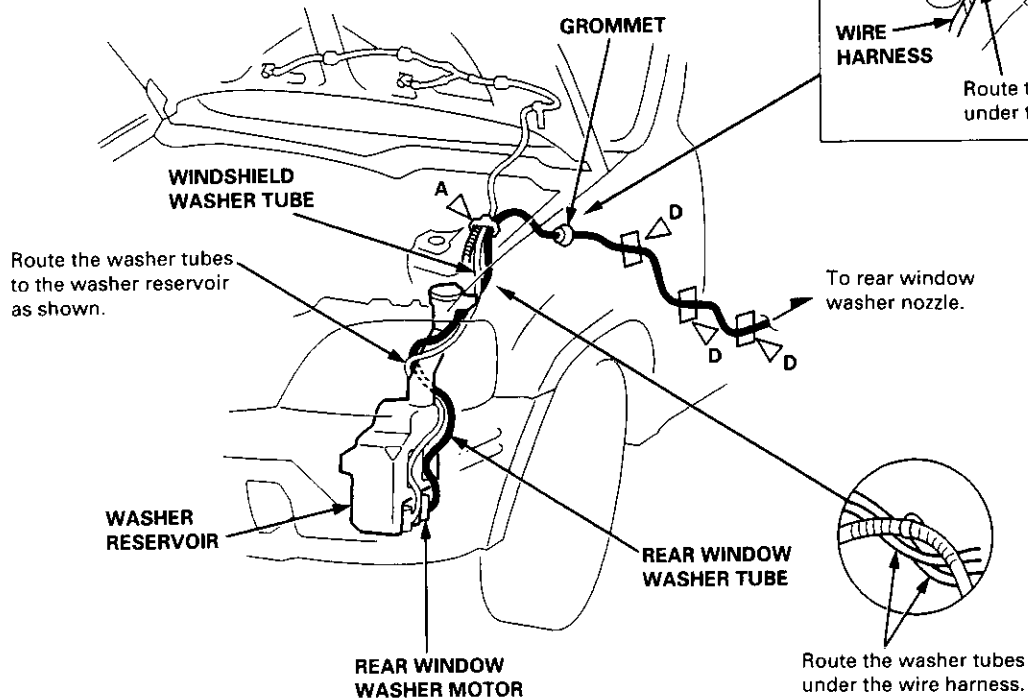 GROMMET
WIRE
HARNESS
Route t
under t
WINDSHIELD
WASHER TUBE
A
D
Route the washer tubes
to the washer reservoir
as shown.
To rear window
washer nozzle.
D
D
WASHER
RESERVOIR
REAR WINDOW
WASHER TUBE
REAR WINDOW
WASHER MOTOR
Route the washer tubes
under the wire harness.